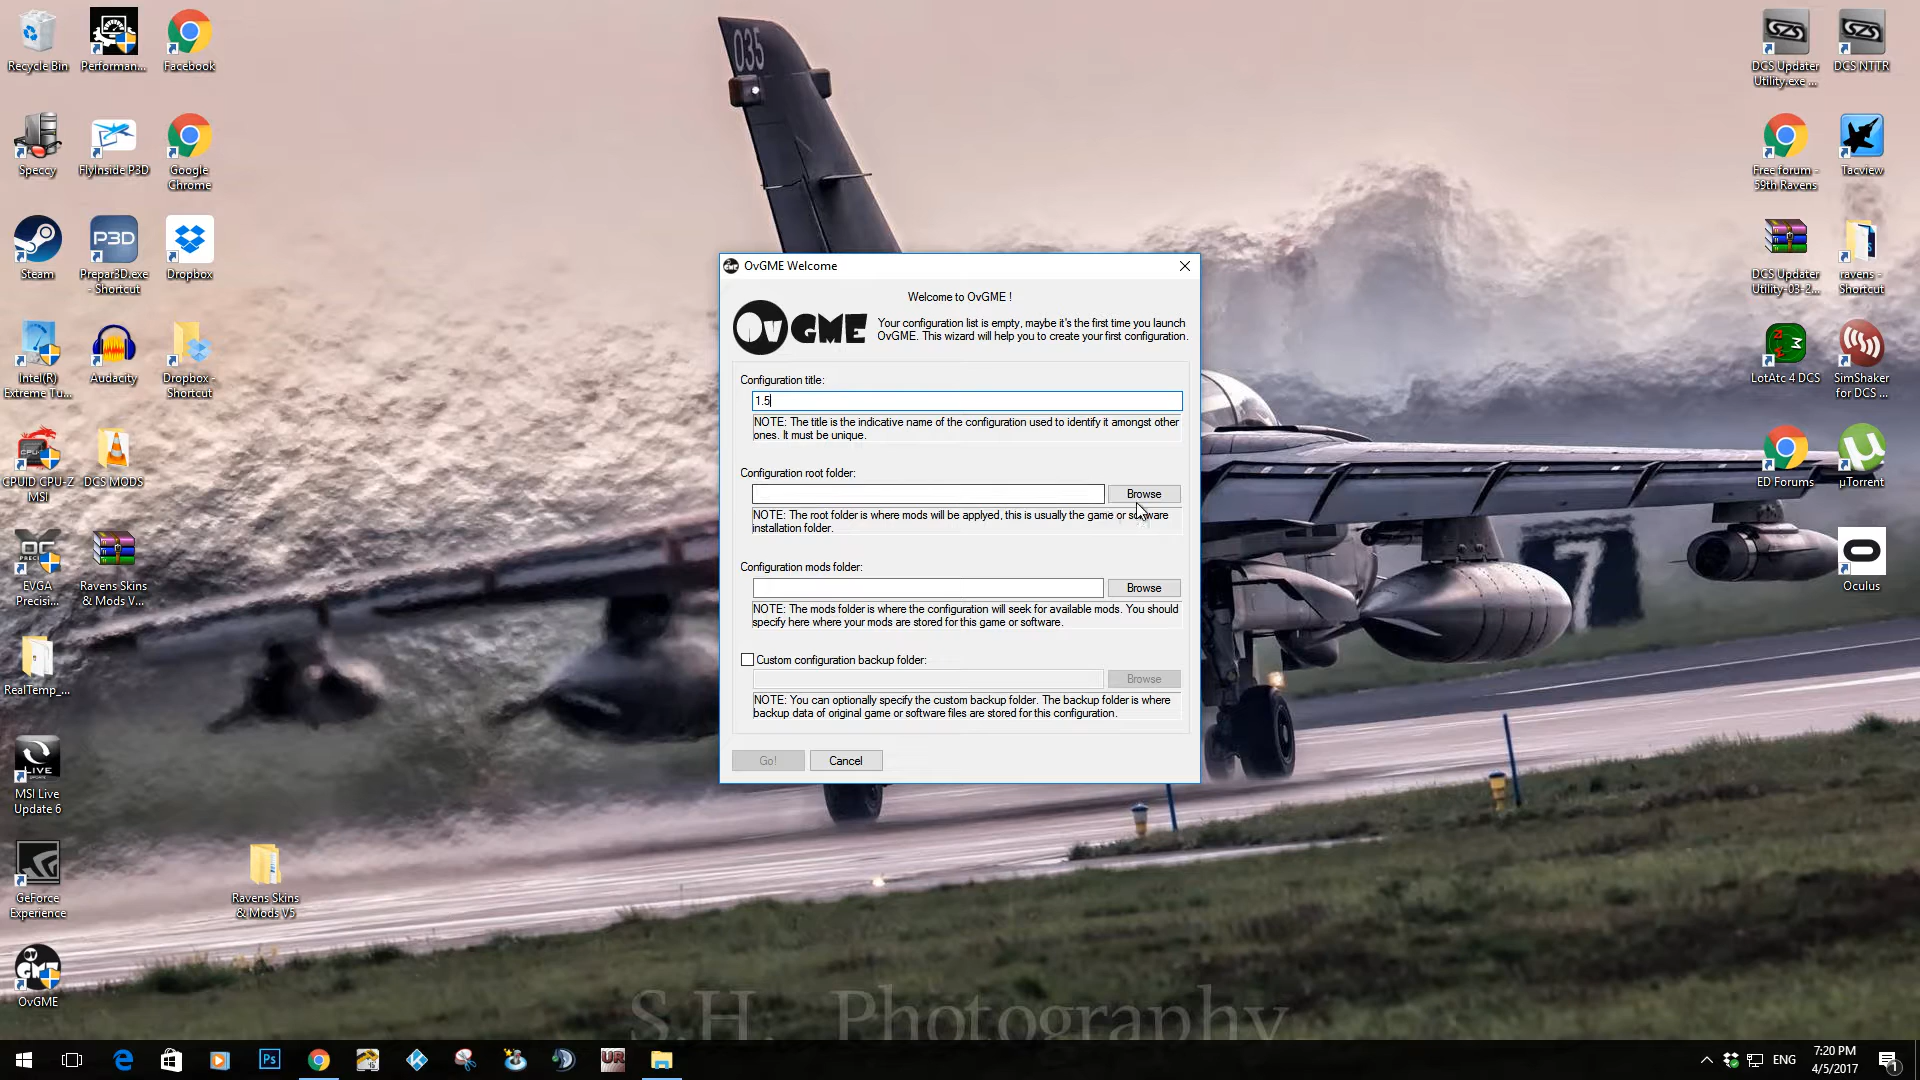 Recycle Bin
Performan...
Facebook
Speccy
FlyInside P3D
Google
Chrome
Steam
P3D
Prepar3D.exe
- Shortcut
Dropbox
Intel(R)
Extreme Tu...
Audacity
Dropbox -
Shortcut
CPUID CPU-Z
MSI
DCS MODS
EVGA
Precisi...
Ravens Skins
& Mods V...
RealTemp_...
LIVE
MSI Live
Update 6
GeForce
Experience
Ravens Skins
& Mods V5
OvGME
035
7
OvGME Welcome
OvGME
Welcome to OvGME !
Your configuration list is empty, maybe it's the first time you launch
OvGME. This wizard will help you to create your first configuration.
Configuration title:
1.5
NOTE: The title is the indicative name of the configuration used to identify it amongst other
ones. It must be unique.
Configuration root folder:
Browse
NOTE: The root folder is where mods will be applyed, this is usually the game or software
installation folder.
Configuration mods folder:
Browse
NOTE: The mods folder is where the configuration will seek for available mods. You should
specify here where your mods are stored for this game or software.
Custom configuration backup folder:
Browse
NOTE: You can optionally specify the custom backup folder. The backup folder is where
backup data of original game or software files are stored for this configuration.
Go!
Cancel
DCS Updater
Utility.exe ...
DCS NTTR
Free forum -
59th Ravens
Tacview
DCS Updater
Utility-03-2...
ravens -
Shortcut
LotAtc 4 DCS
SimShaker
for DCS ...
ED Forums
µTorrent
Oculus
S.H. Photography
Ps
UR
ENG
7:20 PM
4/5/2017
1